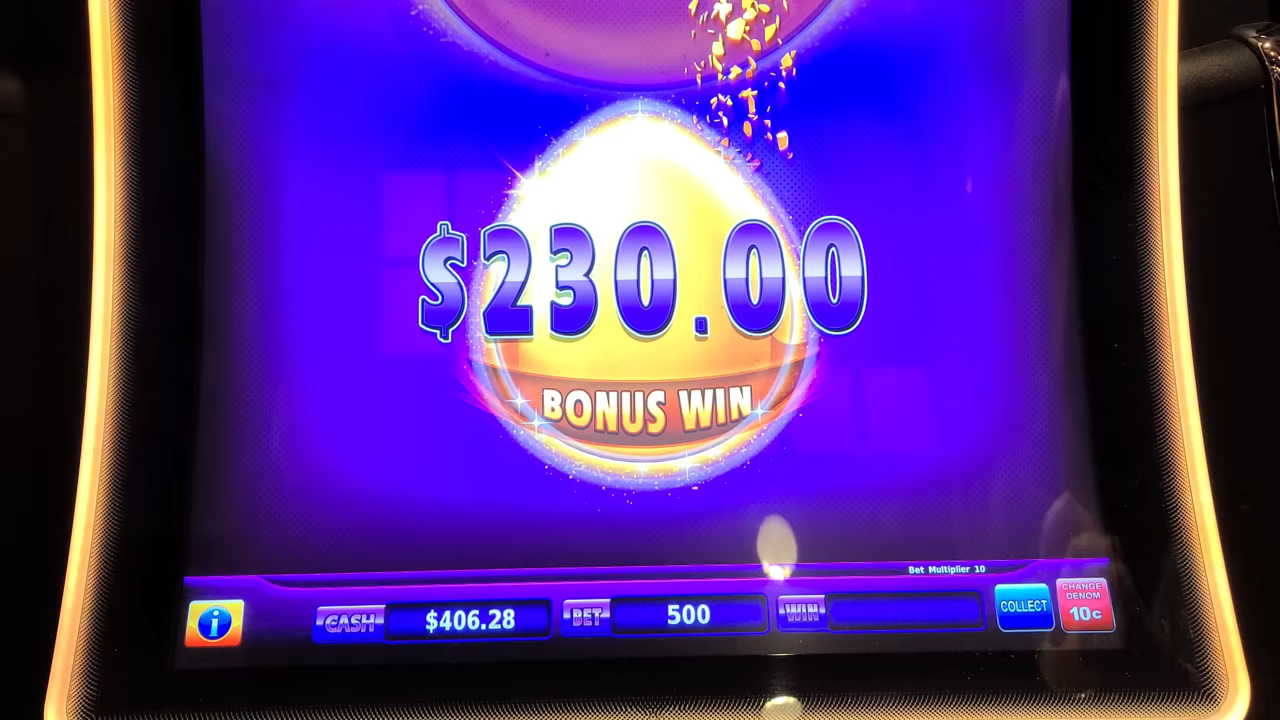 $230.00
BONUS WIN
Bet Multiplier 10
i
CASH $406.28 BET 500 WIN COLLECT CHANGE DENOM 10c